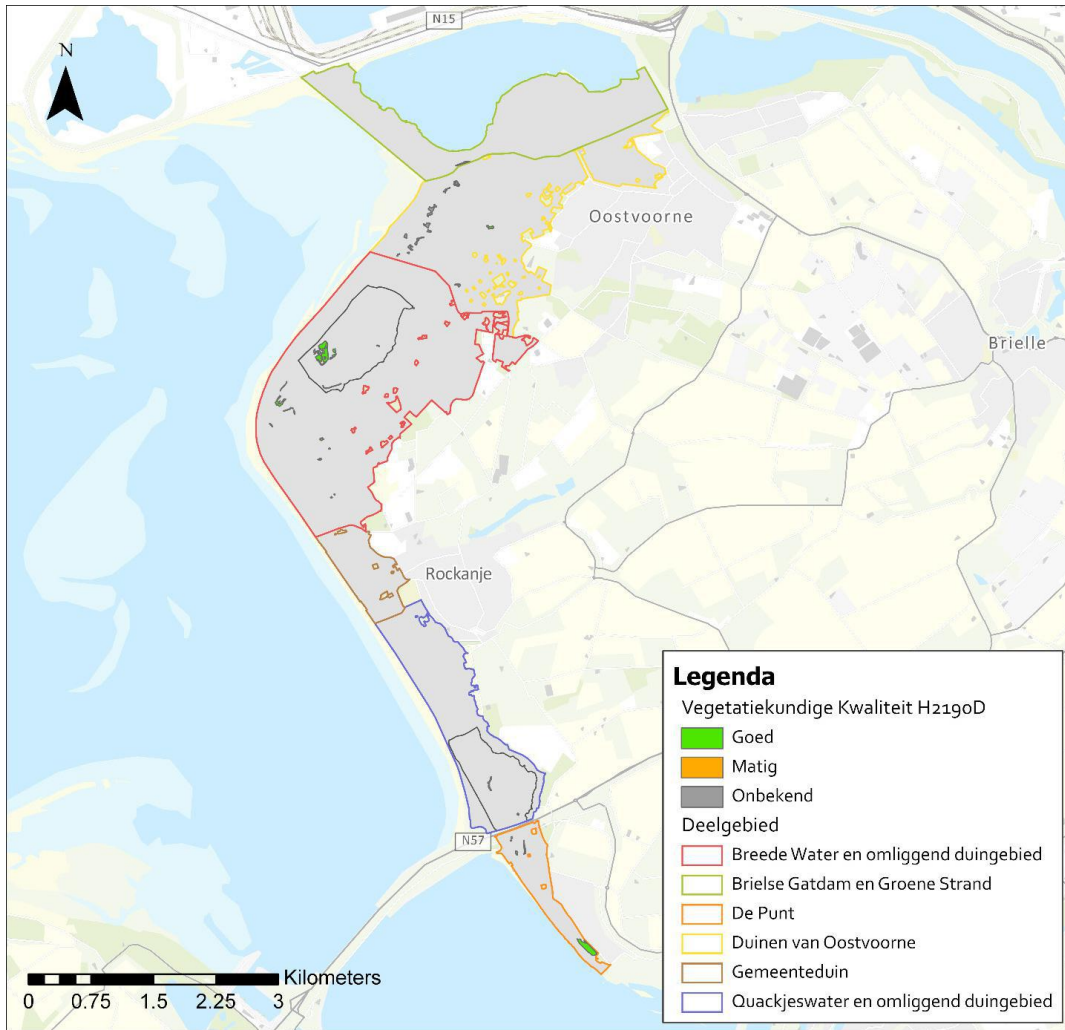 N15
N
Oostvoorne
Brielle
Rockanje
N57
Legenda
Vegetatiekundige Kwaliteit H2190D
Goed
Matig
Onbekend
Deelgebied
Breede Water en omliggend duingebied
Brielse Gatdam en Groene Strand
De Punt
Duinen van Oostvoorne
Gemeenteduin
Quackjeswater en omliggend duingebied
Kilometers
0 0.75 1.5 2.25 3